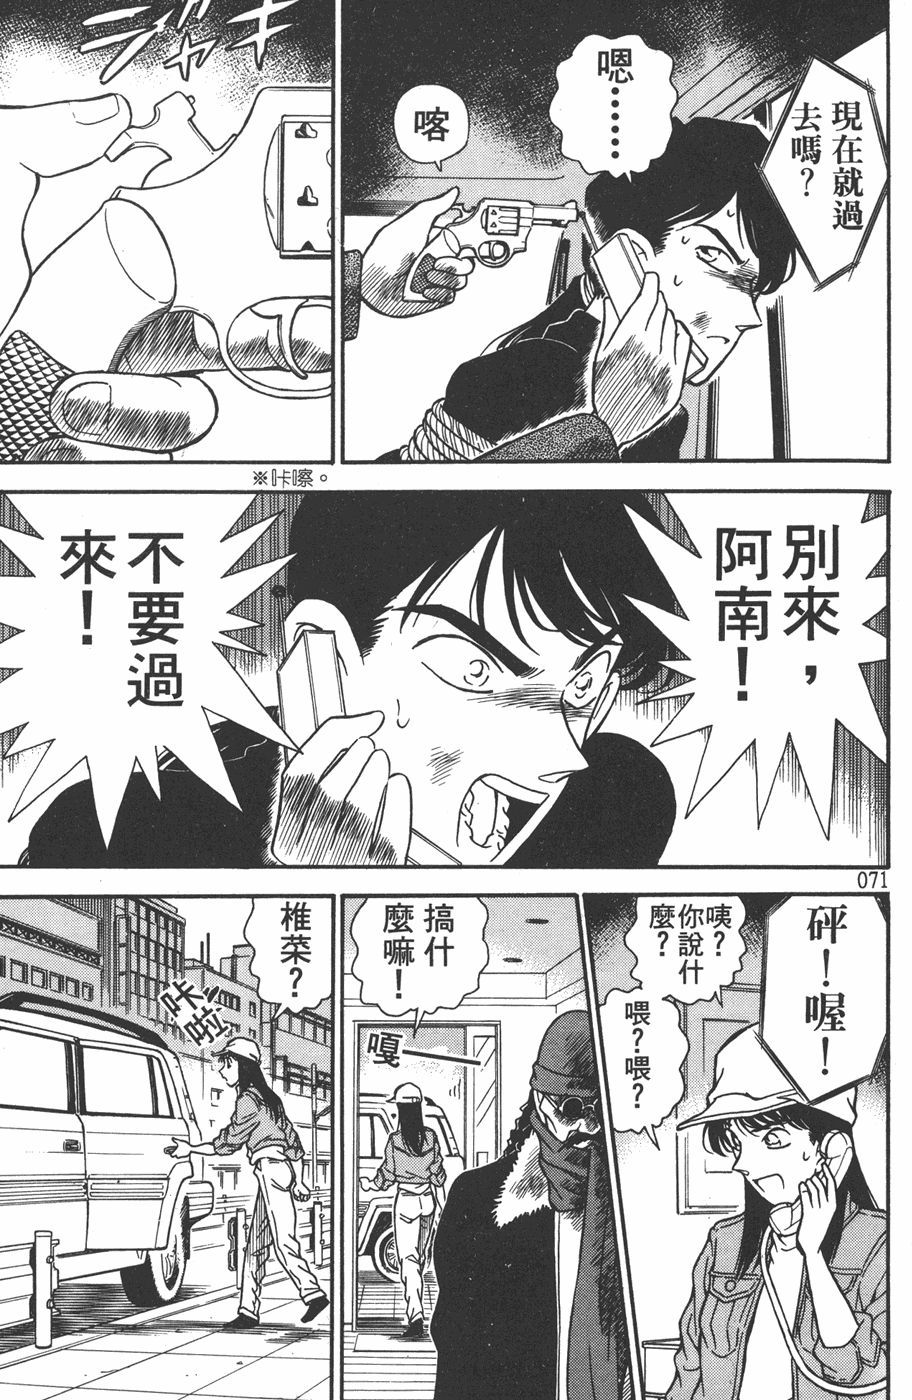 現在就過
去嗎？
嗯⋯⋯⋯
喀
ジャキ
※咔嚓。
別來，
阿南！
不要過
來！
071
砰！喔！
咦？
你說什
麼？
喂？喂？
搞什
麼嘛！
嘎——
椎菜？